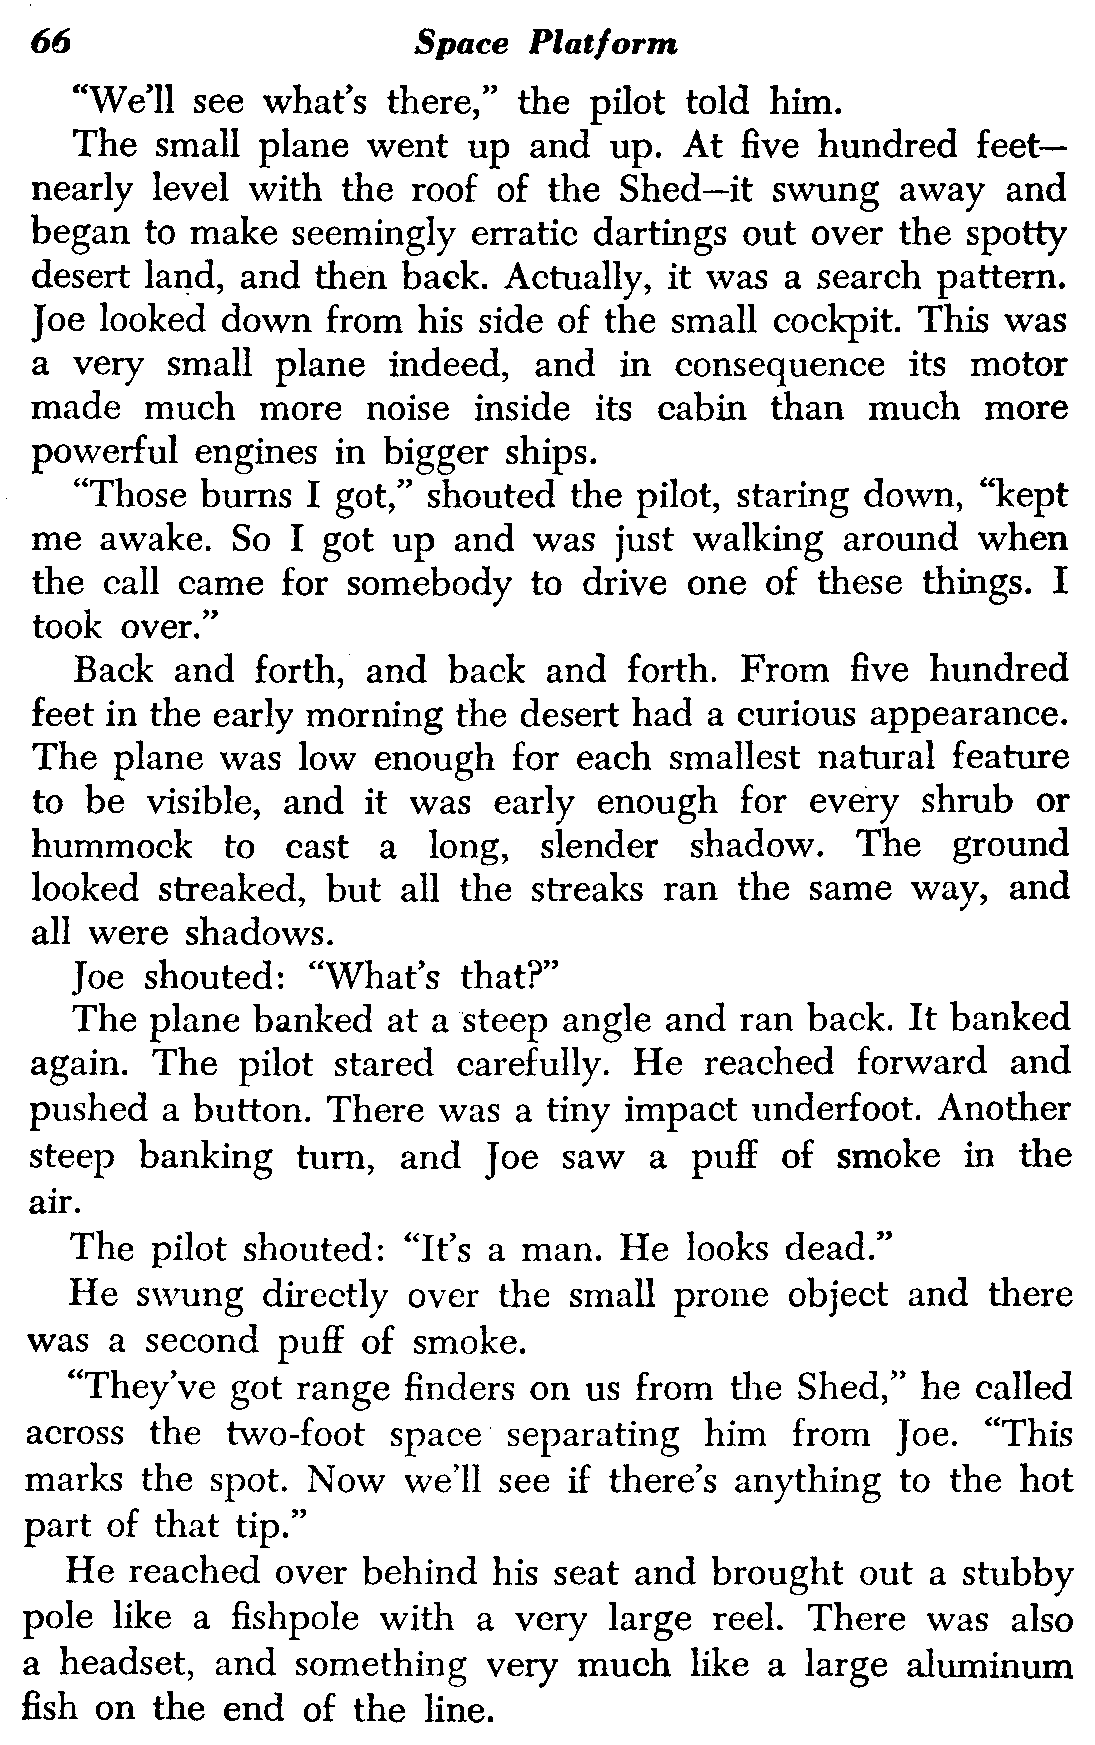 66 Space Platform
“We’ll see what’s there,” the pilot told him.
The small plane went up and up. At five hundred feet—
nearly level with the roof of the Shed—it swung away and
began to make seemingly erratic dartings out over the spotty
desert land, and then back. Actually, it was a search pattern.
Joe looked down from his side of the small cockpit. This was
a very small plane indeed, and in consequence its motor
made much more noise inside its cabin than much more
powerful engines in bigger ships.
“Those burns I got,” shouted the pilot, staring down, “kept
me awake. So I got up and was just walking around when
the call came for somebody to drive one of these things. I
took over.”
Back and forth, and back and forth. From five hundred
feet in the early morning the desert had a curious appearance.
The plane was low enough for each smallest natural feature
to be visible, and it was early enough for every shrub or
hummock to cast a long, slender shadow. The ground
looked streaked, but all the streaks ran the same way, and
all were shadows.
Joe shouted: “What’s that?”
The plane banked at a steep angle and ran back. It banked
again. The pilot stared carefully. He reached forward and
pushed a button. There was a tiny impact underfoot. Another
steep banking turn, and Joe saw a puff of smoke in the
air.
The pilot shouted: “It’s a man. He looks dead.”
He swung directly over the small prone object and there
was a second puff of smoke.
“They’ve got range finders on us from the Shed,” he called
across the two-foot space separating him from Joe. “This
marks the spot. Now we’ll see if there’s anything to the hot
part of that tip.”
He reached over behind his seat and brought out a stubby
pole like a fishpole with a very large reel. There was also
a headset, and something very much like a large aluminum
fish on the end of the line.